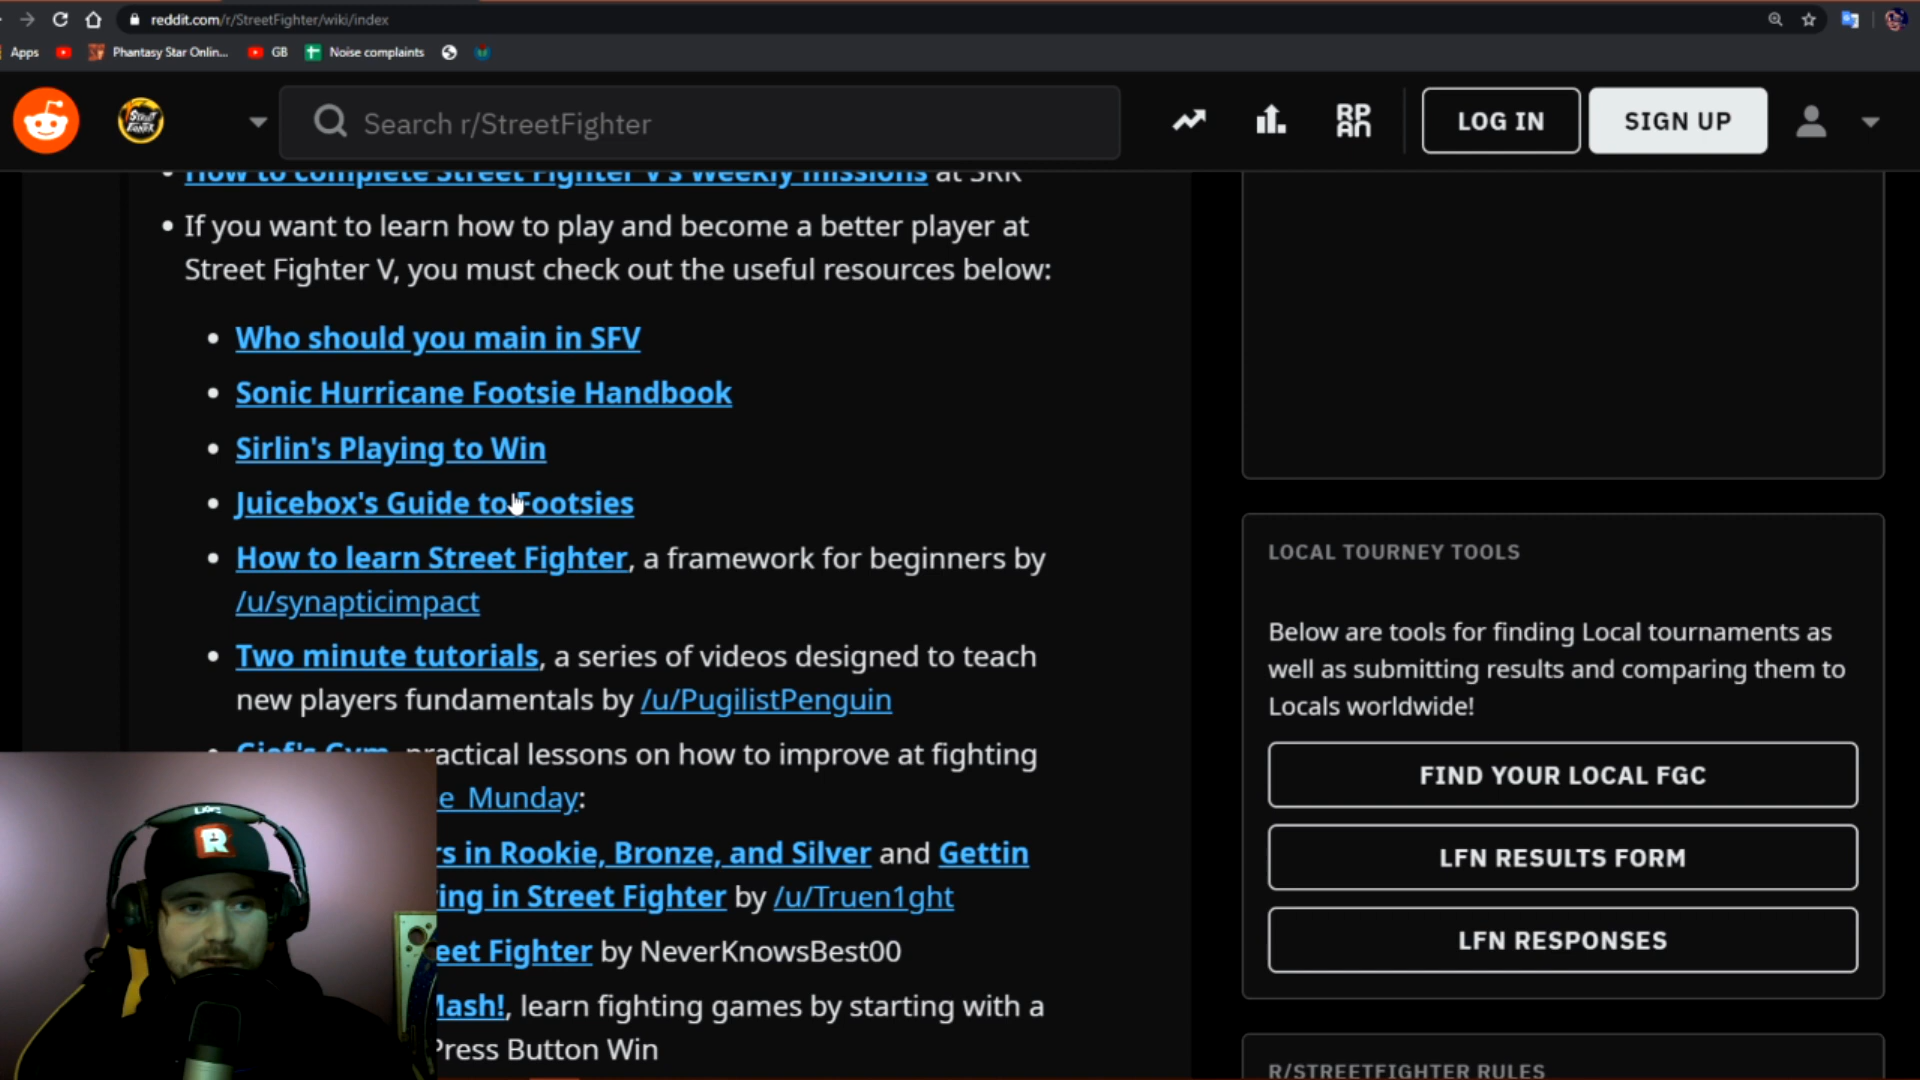 reddit.com/r/StreetFighter/wiki/index
Apps Phantasy Star Onlin... GB Noise complaints
STREET FIGHTER Search r/StreetFighter RPAN LOG IN SIGN UP
How to complete Street Fighter V's Weekly missions at SRK
If you want to learn how to play and become a better player at
Street Fighter V, you must check out the useful resources below:
Who should you main in SFV
Sonic Hurricane Footsie Handbook
Sirlin's Playing to Win
Juicebox's Guide to Footsies
How to learn Street Fighter, a framework for beginners by
/u/synapticimpact
Two minute tutorials, a series of videos designed to teach
new players fundamentals by /u/PugilistPenguin
Gief's Gym, practical lessons on how to improve at fighting
e_Munday:
rs in Rookie, Bronze, and Silver and Gettin
ing in Street Fighter by /u/Truen1ght
eet Fighter by NeverKnowsBest00
Mash!, learn fighting games by starting with a
Press Button Win
LOCAL TOURNEY TOOLS
Below are tools for finding Local tournaments as
well as submitting results and comparing them to
Locals worldwide!
FIND YOUR LOCAL FGC
LFN RESULTS FORM
LFN RESPONSES
R/STREETFIGHTER RULES
R